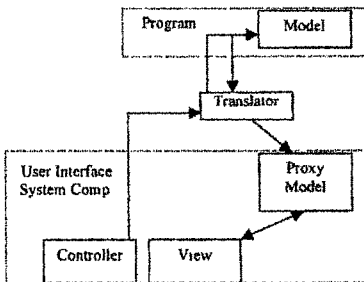 Program
Model
Translator
User Interface
System Comp
Proxy
Model
Controller
View